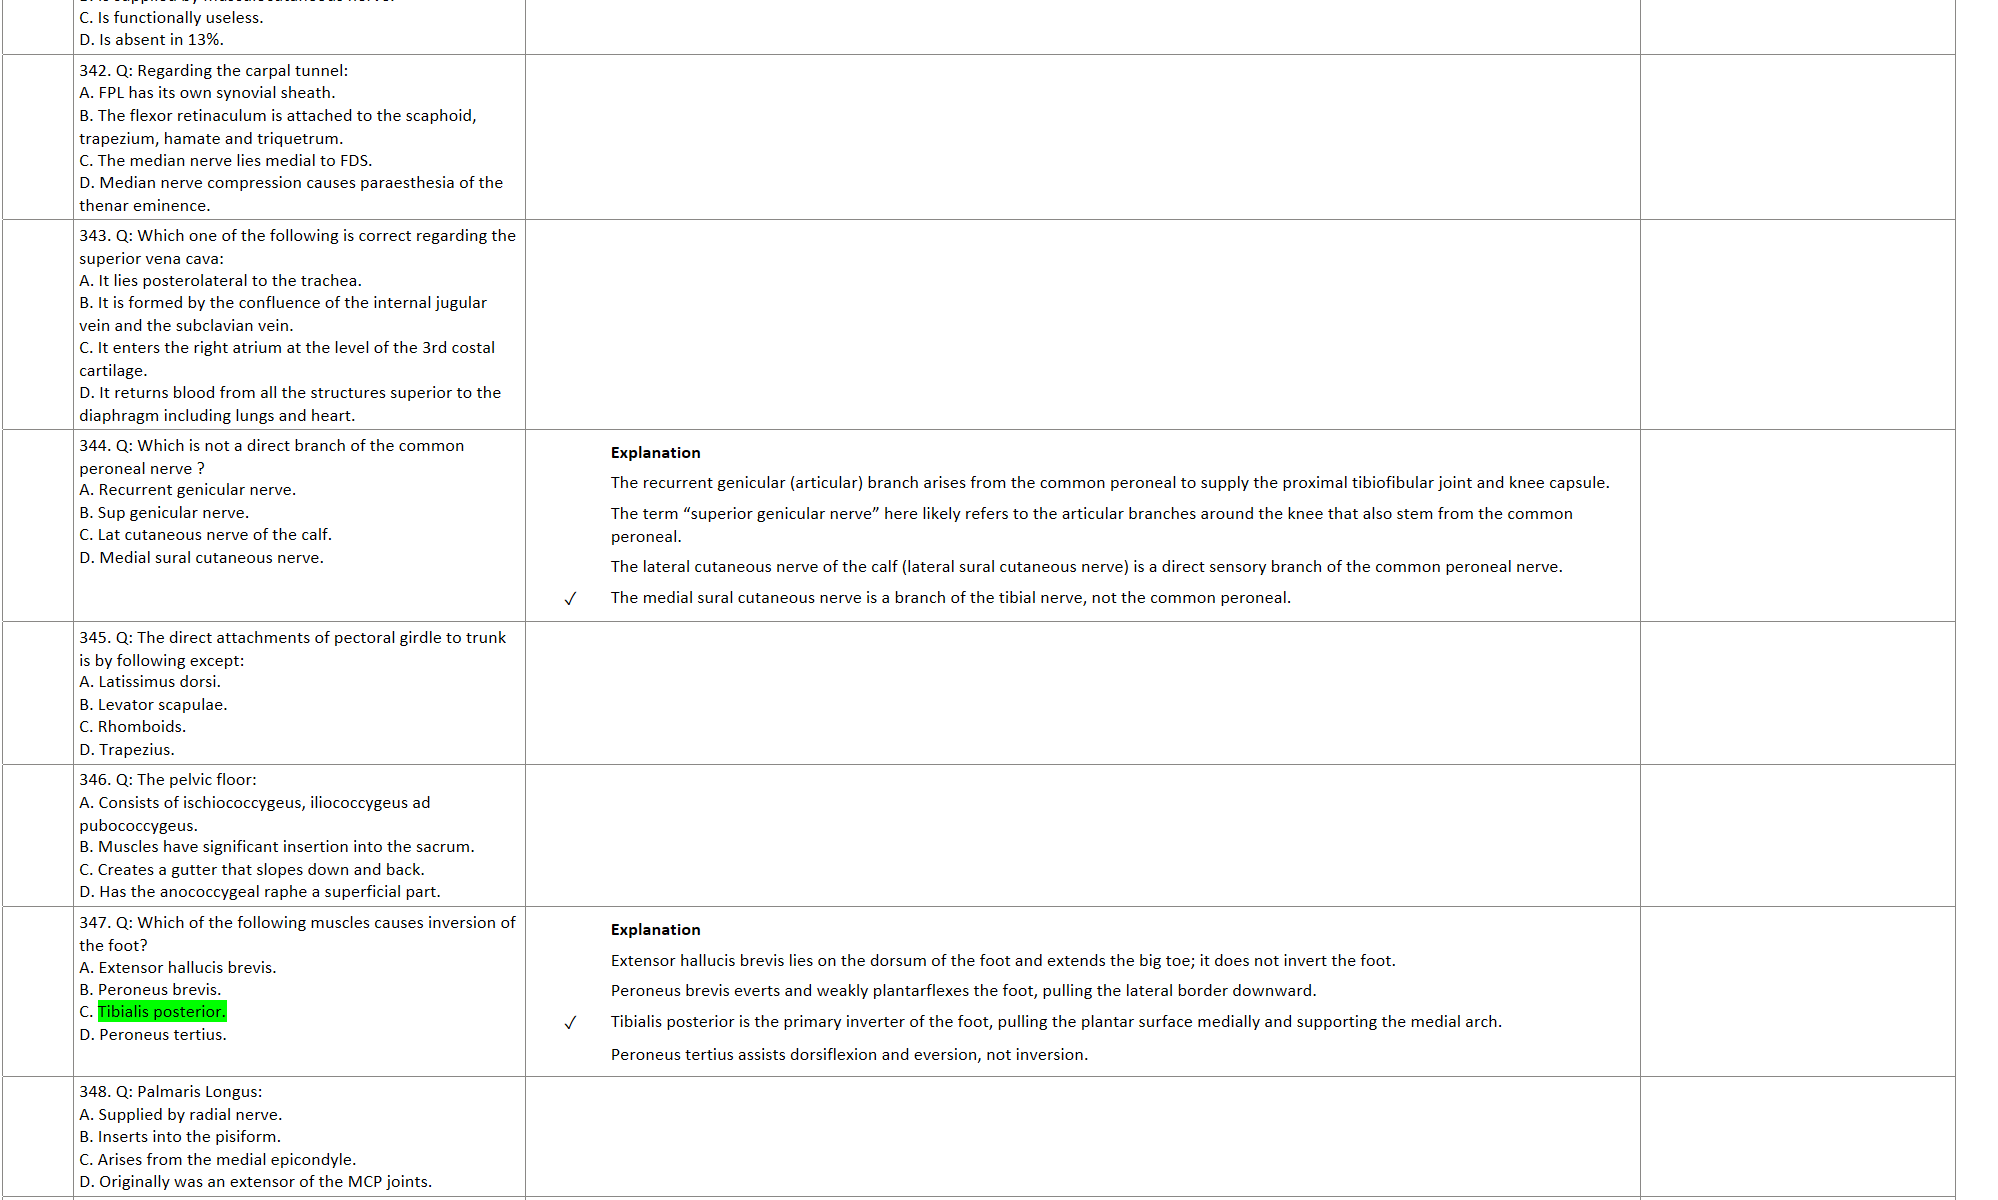 C. Is functionally useless.
D. Is absent in 13%.
342. Q: Regarding the carpal tunnel:
A. FPL has its own synovial sheath.
B. The flexor retinaculum is attached to the scaphoid,
trapezium, hamate and triquetrum.
C. The median nerve lies medial to FDS.
D. Median nerve compression causes paraesthesia of the
thenar eminence.
343. Q: Which one of the following is correct regarding the
superior vena cava:
A. It lies posterolateral to the trachea.
B. It is formed by the confluence of the internal jugular
vein and the subclavian vein.
C. It enters the right atrium at the level of the 3rd costal
cartilage.
D. It returns blood from all the structures superior to the
diaphragm including lungs and heart.
344. Q: Which is not a direct branch of the common
peroneal nerve ?
A. Recurrent genicular nerve.
B. Sup genicular nerve.
C. Lat cutaneous nerve of the calf.
D. Medial sural cutaneous nerve.
Explanation
The recurrent genicular (articular) branch arises from the common peroneal to supply the proximal tibiofibular joint and knee capsule.
The term “superior genicular nerve” here likely refers to the articular branches around the knee that also stem from the common
peroneal.
The lateral cutaneous nerve of the calf (lateral sural cutaneous nerve) is a direct sensory branch of the common peroneal nerve.
✓ The medial sural cutaneous nerve is a branch of the tibial nerve, not the common peroneal.
345. Q: The direct attachments of pectoral girdle to trunk
is by following except:
A. Latissimus dorsi.
B. Levator scapulae.
C. Rhomboids.
D. Trapezius.
346. Q: The pelvic floor:
A. Consists of ischiococcygeus, iliococcygeus ad
pubococcygeus.
B. Muscles have significant insertion into the sacrum.
C. Creates a gutter that slopes down and back.
D. Has the anococcygeal raphe a superficial part.
347. Q: Which of the following muscles causes inversion of
the foot?
A. Extensor hallucis brevis.
B. Peroneus brevis.
C. Tibialis posterior.
D. Peroneus tertius.
Explanation
Extensor hallucis brevis lies on the dorsum of the foot and extends the big toe; it does not invert the foot.
Peroneus brevis everts and weakly plantarflexes the foot, pulling the lateral border downward.
✓ Tibialis posterior is the primary inverter of the foot, pulling the plantar surface medially and supporting the medial arch.
Peroneus tertius assists dorsiflexion and eversion, not inversion.
348. Q: Palmaris Longus:
A. Supplied by radial nerve.
B. Inserts into the pisiform.
C. Arises from the medial epicondyle.
D. Originally was an extensor of the MCP joints.